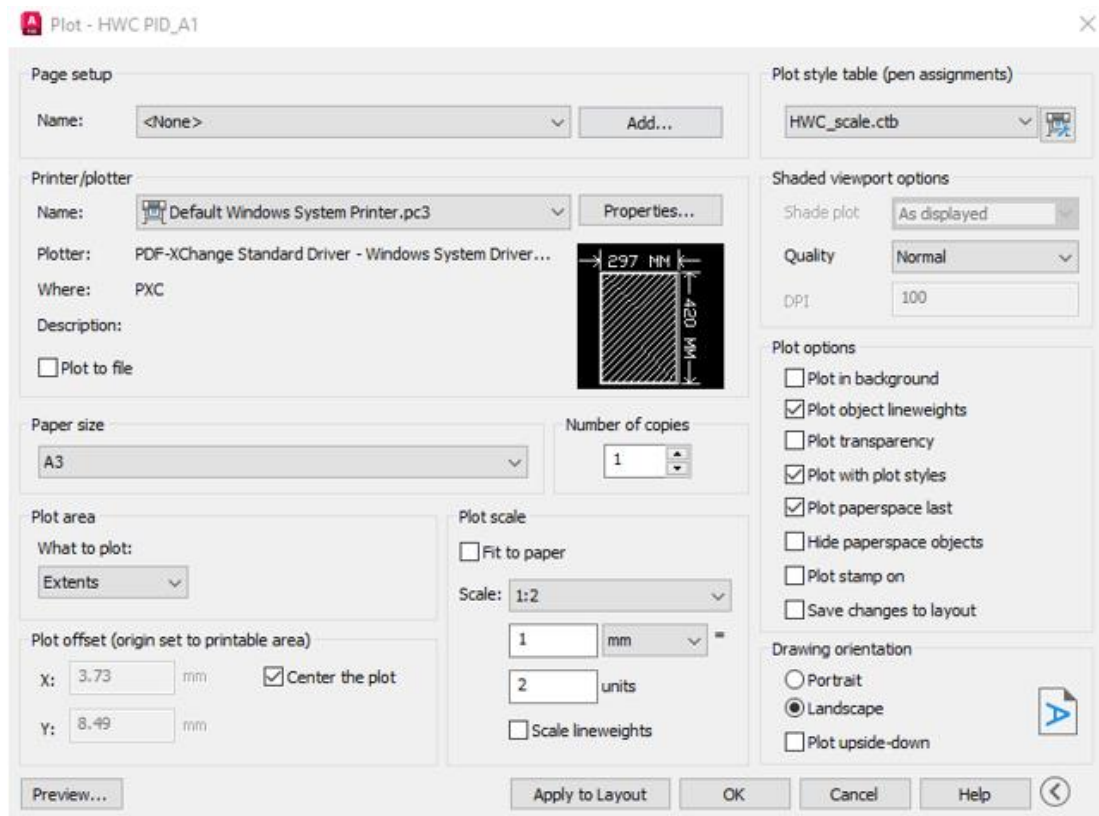 Plot - HWC PID_A1
Page setup
Name: <None> Add...
Plot style table (pen assignments)
HWC_scale.ctb
Printer/plotter
Name: Default Windows System Printer.pc3 Properties...
Plotter: PDF-XChange Standard Driver - Windows System Driver...
Where: PXC
Description:
Plot to file
297 MM
420 MM
Shaded viewport options
Shade plot As displayed
Quality Normal
DPI 100
Paper size
A3
Number of copies
1
Plot options
Plot in background
Plot object lineweights
Plot transparency
Plot with plot styles
Plot paperspace last
Hide paperspace objects
Plot stamp on
Save changes to layout
Plot area
What to plot:
Extents
Plot scale
Fit to paper
Scale: 1:2
1 mm =
2 units
Scale lineweights
Plot offset (origin set to printable area)
X: 3.73 mm Center the plot
Y: 8.49 mm
Drawing orientation
Portrait
Landscape
Plot upside-down
A
Preview... Apply to Layout OK Cancel Help